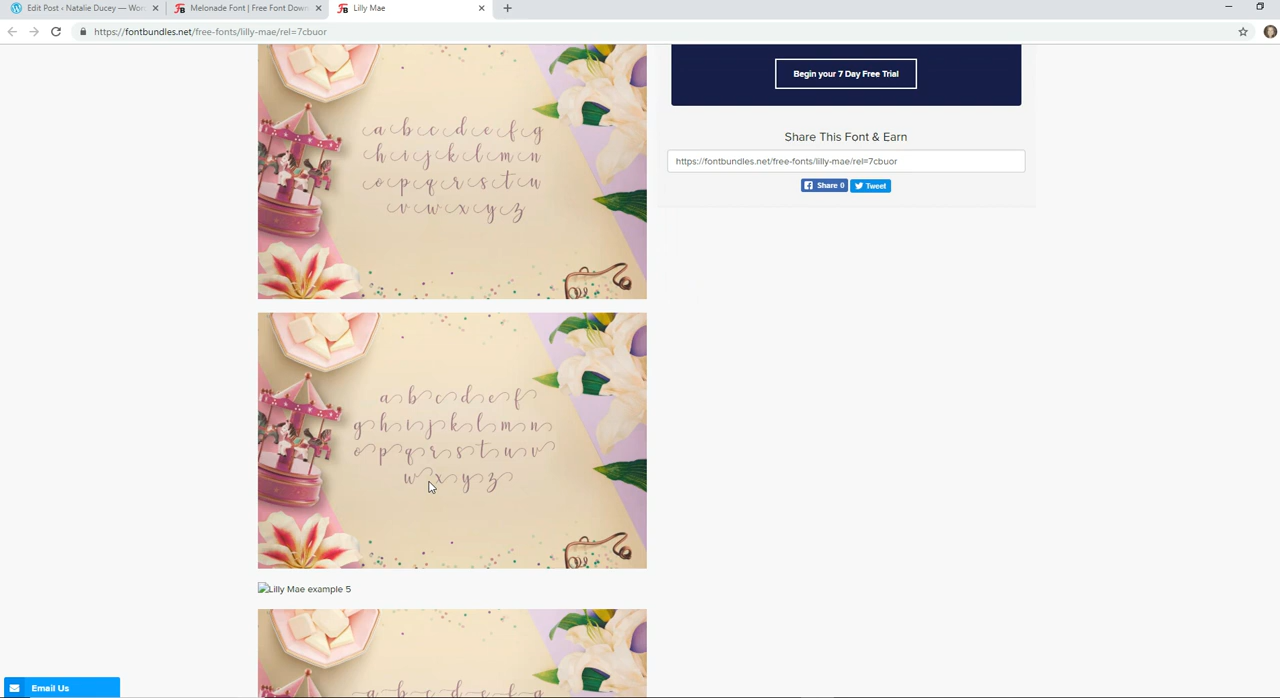 Edit Post ‹ Natalie Ducey — Wor
Melonade Font | Free Font Down
Lilly Mae
https://fontbundles.net/free-fonts/lilly-mae/rel=7cbuor
Begin your 7 Day Free Trial
Share This Font & Earn
https://fontbundles.net/free-fonts/lilly-mae/rel=7cbuor
Share 0
Tweet
a b c d e f g
h i j k l m n
o p q r s t u
v w x y z
a b c d e f
g h i j k l m n
o p q r s t u v
w x y z
Lilly Mae example 5
a b c d e f g
Email Us